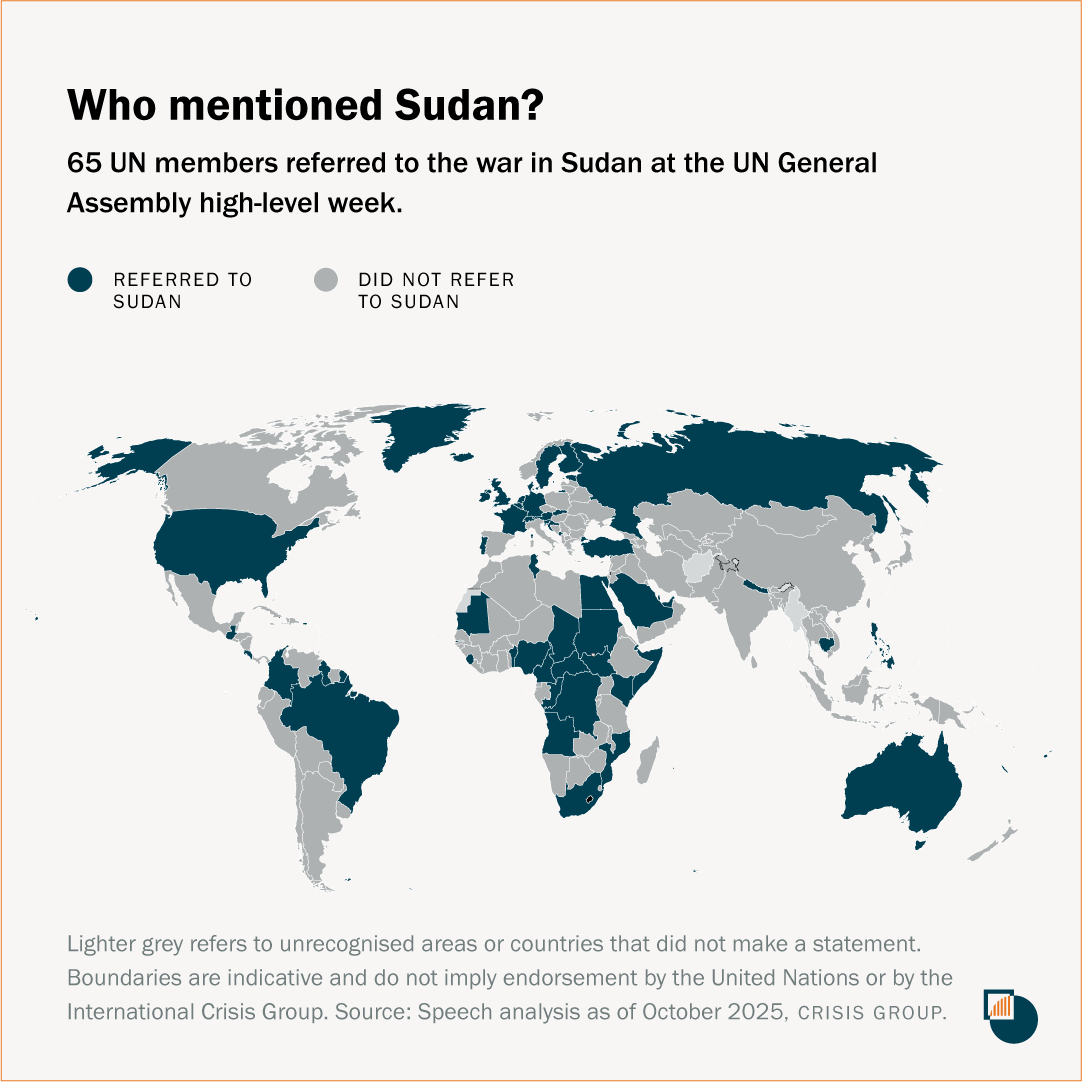 Who mentioned Sudan?
65 UN members referred to the war in Sudan at the UN General
Assembly high-level week.
REFERRED TO
SUDAN
DID NOT REFER
TO SUDAN
Lighter grey refers to unrecognised areas or countries that did not make a statement.
Boundaries are indicative and do not imply endorsement by the United Nations or by the
International Crisis Group. Source: Speech analysis as of October 2025, CRISIS GROUP.